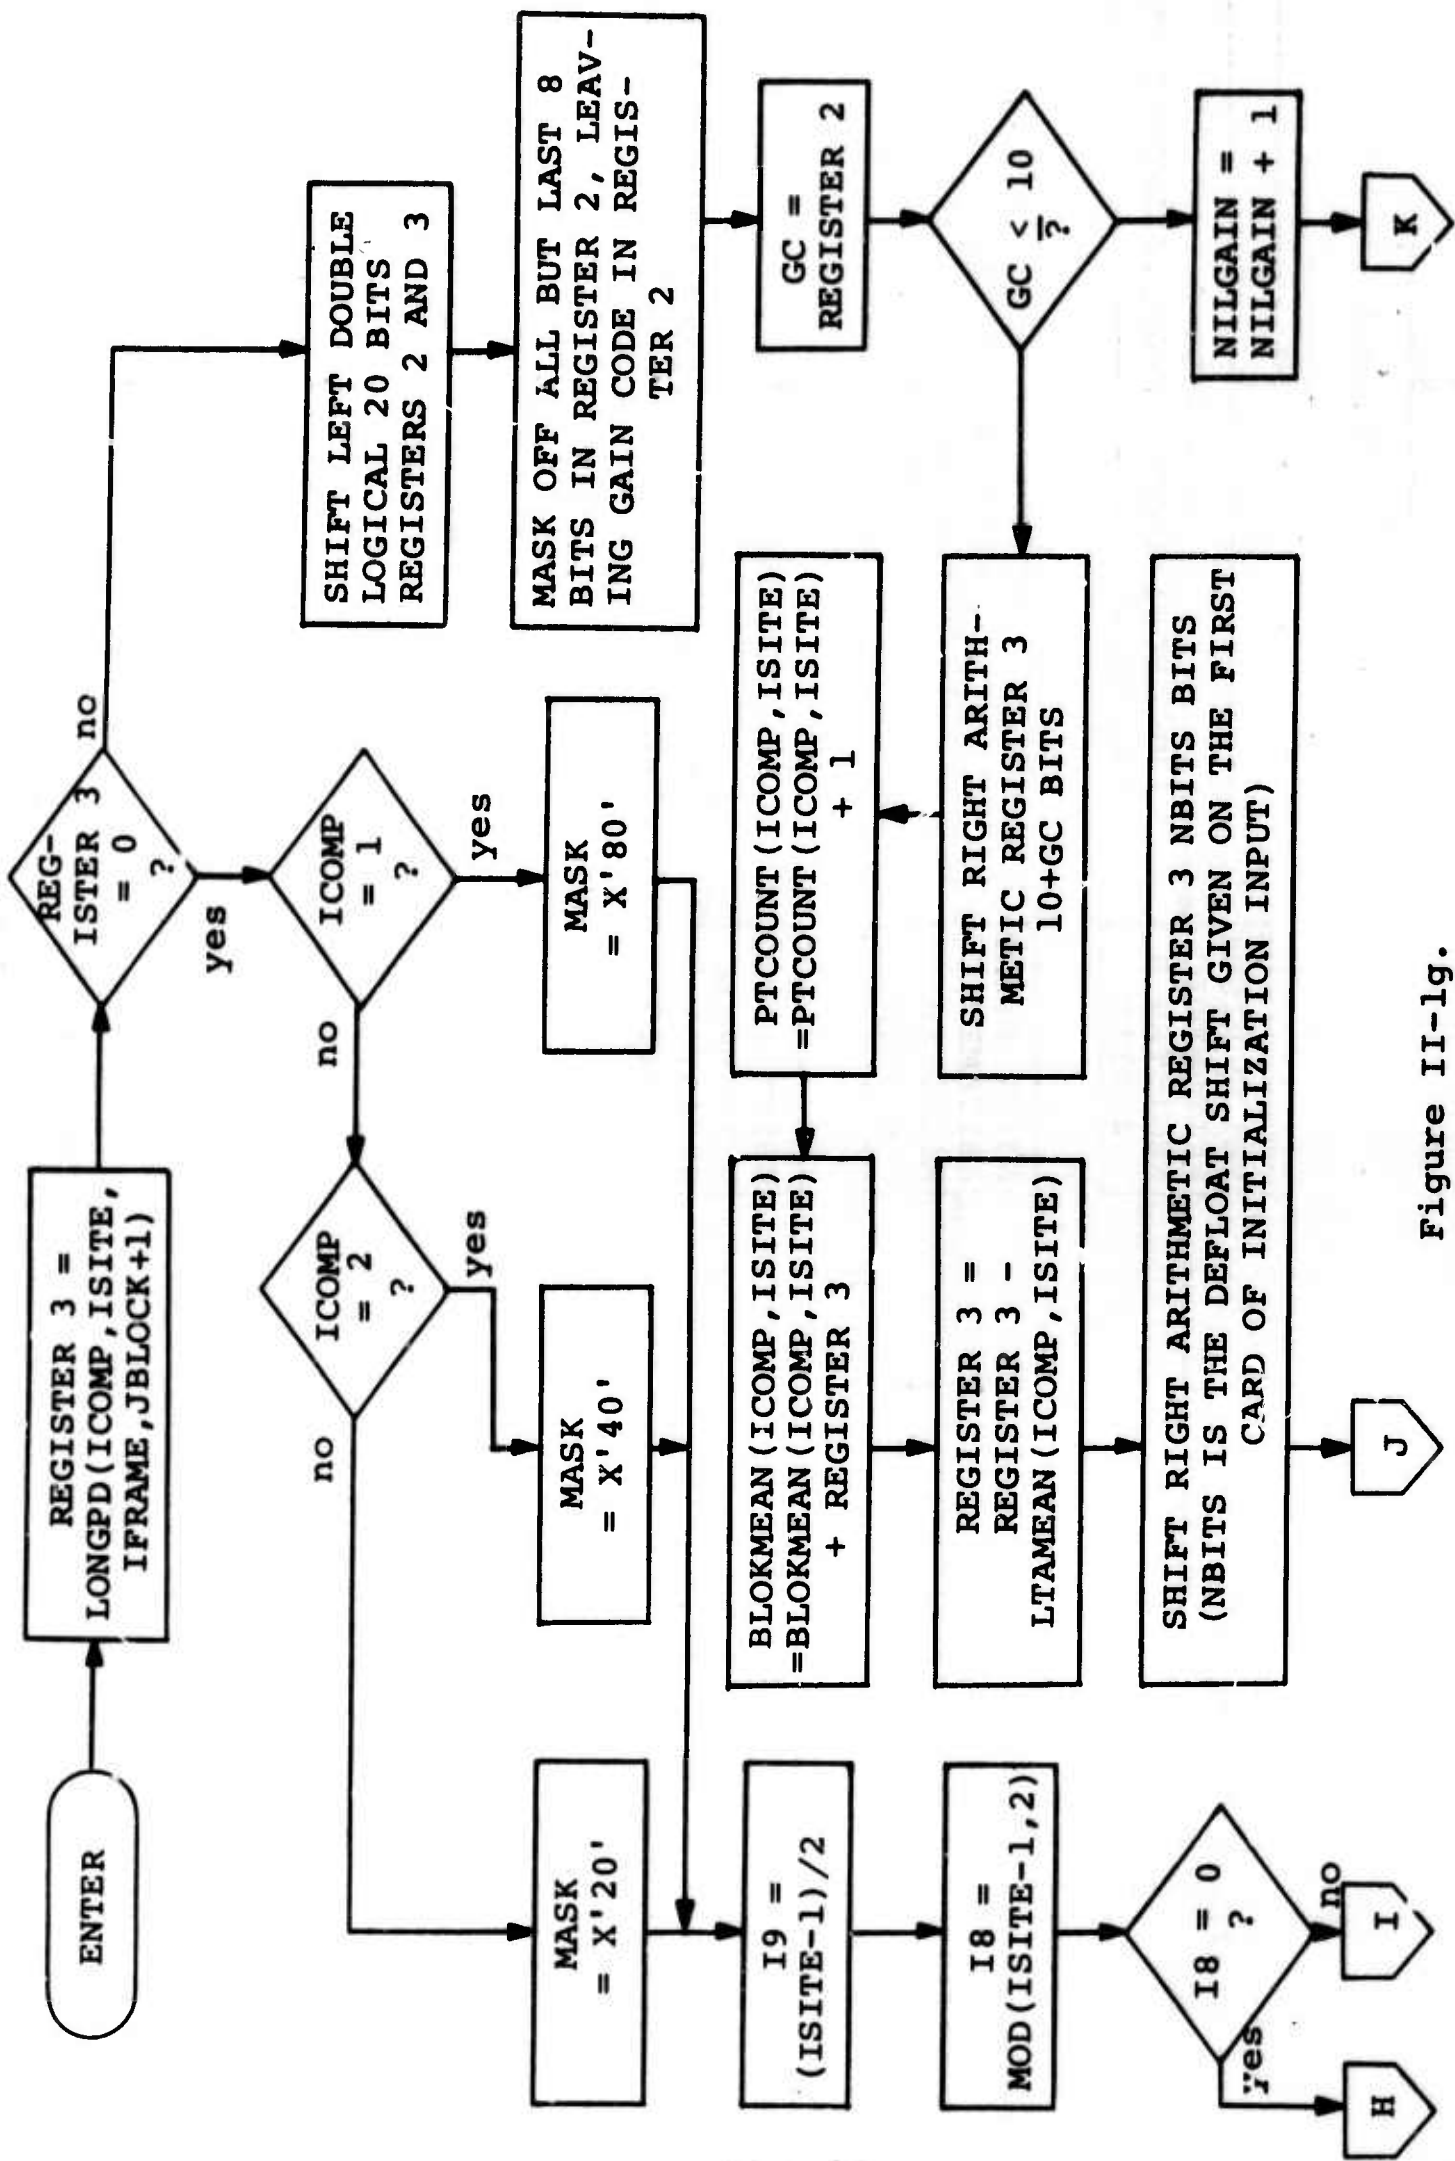 ENTER
REGISTER 3 =
LONGPD(ICOMP,ISITE,
IFRAME,JBLOCK+1)
REG-
ISTER 3
= 0
?
no
yes
ICOMP
= 1
?
no
yes
ICOMP
= 2
?
no
yes
MASK
= X'20'
MASK
= X'40'
MASK
= X'80'
SHIFT LEFT DOUBLE
LOGICAL 20 BITS
REGISTERS 2 AND 3
MASK OFF ALL BUT LAST 8
BITS IN REGISTER 2, LEAV-
ING GAIN CODE IN REGIS-
TER 2
GC =
REGISTER 2
GC < 10
?
NILGAIN =
NILGAIN + 1
K
SHIFT RIGHT ARITH-
METIC REGISTER 3
10+GC BITS
PTCOUNT(ICOMP,ISITE)
=PTCOUNT(ICOMP,ISITE)
+ 1
BLOKMEAN(ICOMP,ISITE)
=BLOKMEAN(ICOMP,ISITE)
+ REGISTER 3
REGISTER 3 =
REGISTER 3 -
LTAMEAN(ICOMP,ISITE)
SHIFT RIGHT ARITHMETIC REGISTER 3 NBITS BITS
(NBITS IS THE DEFLOAT SHIFT GIVEN ON THE FIRST
CARD OF INITIALIZATION INPUT)
J
I9 =
(ISITE-1)/2
I8 =
MOD(ISITE-1,2)
I8 = 0
?
yes
no
H
I
Figure II-1g.